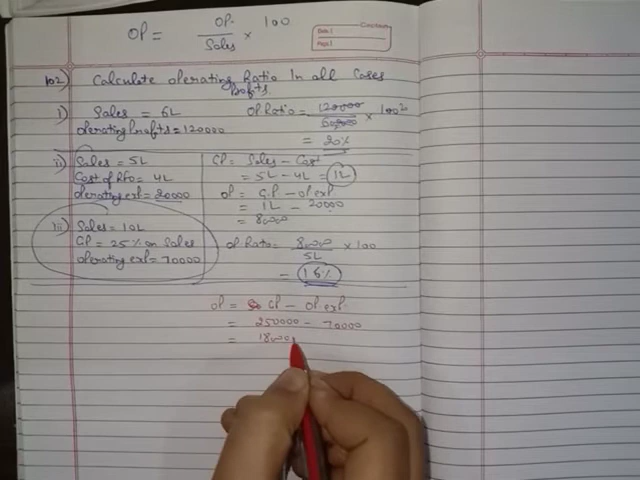 OP = OP / Sales × 100
Date
Page
102) Calculate Operating Ratio In all Cases
Profits
i) Sales = 6L
Operating Profits = 120000
OP Ratio = 120000 / 600000 × 100
= 20%
ii) Sales = 5L
Cost of RFO = 4L
Operating exp = 20000
GP = Sales - Cost
= 5L - 4L = 1L
OP = G.P - OP exp
= 1L - 20000
= 80000
OP Ratio = 80000 / 5L × 100
= 16%
iii) Sales = 10L
GP = 25% on Sales
Operating exp = 70000
OP = GP - OP exp
= 250000 - 70000
= 18000